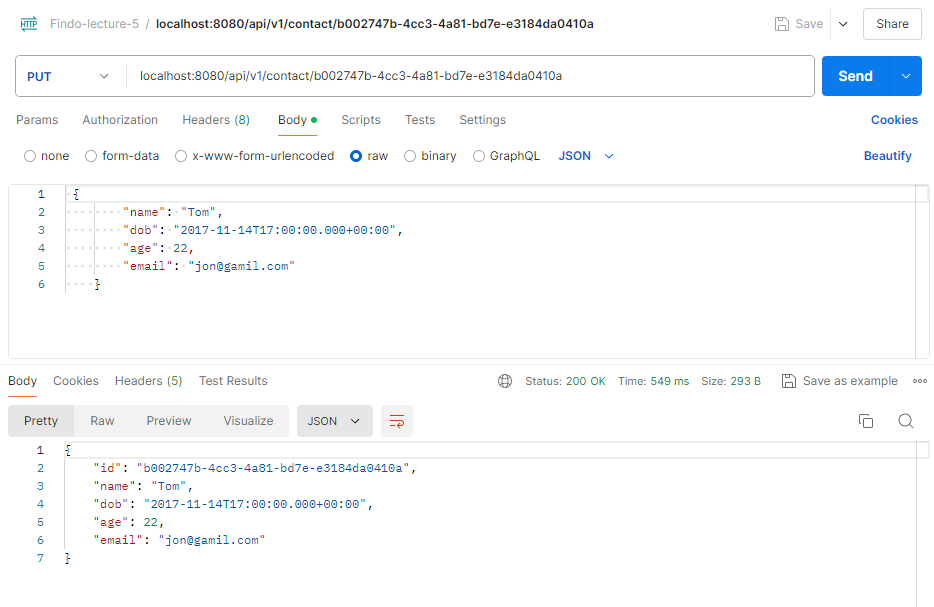 HTTP Findo-lecture-5 / localhost:8080/api/v1/contact/b002747b-4cc3-4a81-bd7e-e3184da0410a Save Share
PUT localhost:8080/api/v1/contact/b002747b-4cc3-4a81-bd7e-e3184da0410a Send
Params Authorization Headers (8) Body Scripts Tests Settings Cookies
none form-data x-www-form-urlencoded raw binary GraphQL JSON Beautify
1 {
2 "name": "Tom",
3 "dob": "2017-11-14T17:00:00.000+00:00",
4 "age": 22,
5 "email": "jon@gamil.com"
6 }
Body Cookies Headers (5) Test Results Status: 200 OK Time: 549 ms Size: 293 B Save as example
Pretty Raw Preview Visualize JSON
1 {
2 "id": "b002747b-4cc3-4a81-bd7e-e3184da0410a",
3 "name": "Tom",
4 "dob": "2017-11-14T17:00:00.000+00:00",
5 "age": 22,
6 "email": "jon@gamil.com"
7 }